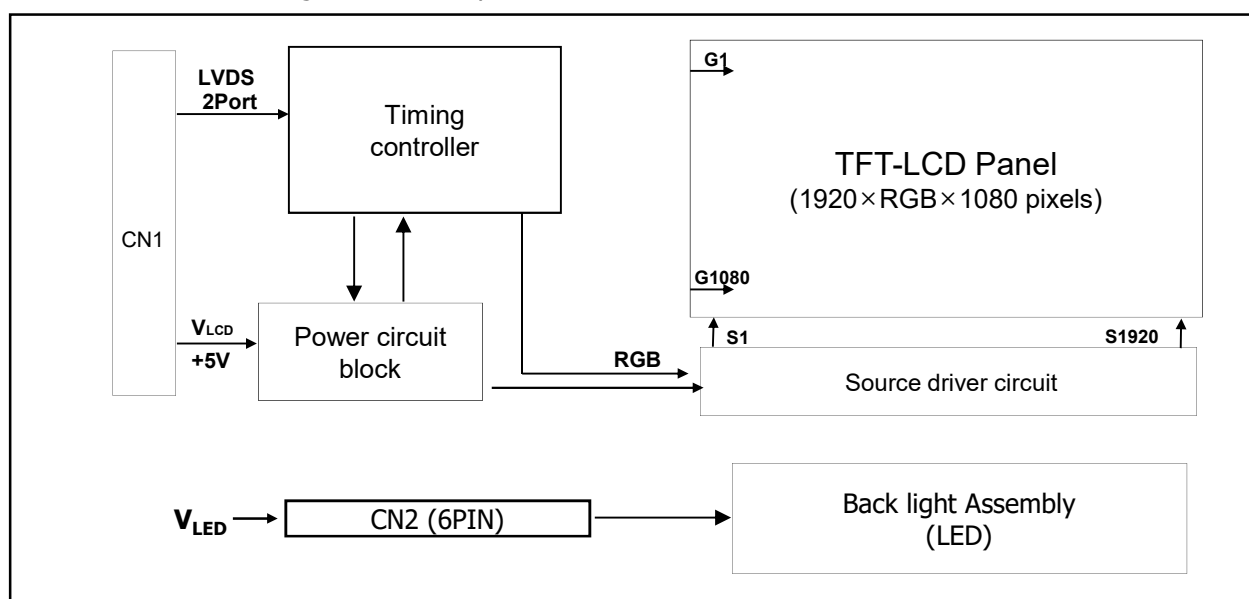 CN1
LVDS
2Port
Timing
controller
G1
TFT-LCD Panel
(1920×RGB×1080 pixels)
G1080
VLCD
+5V
Power circuit
block
RGB
S1
S1920
Source driver circuit
VLED
CN2 (6PIN)
Back light Assembly
(LED)